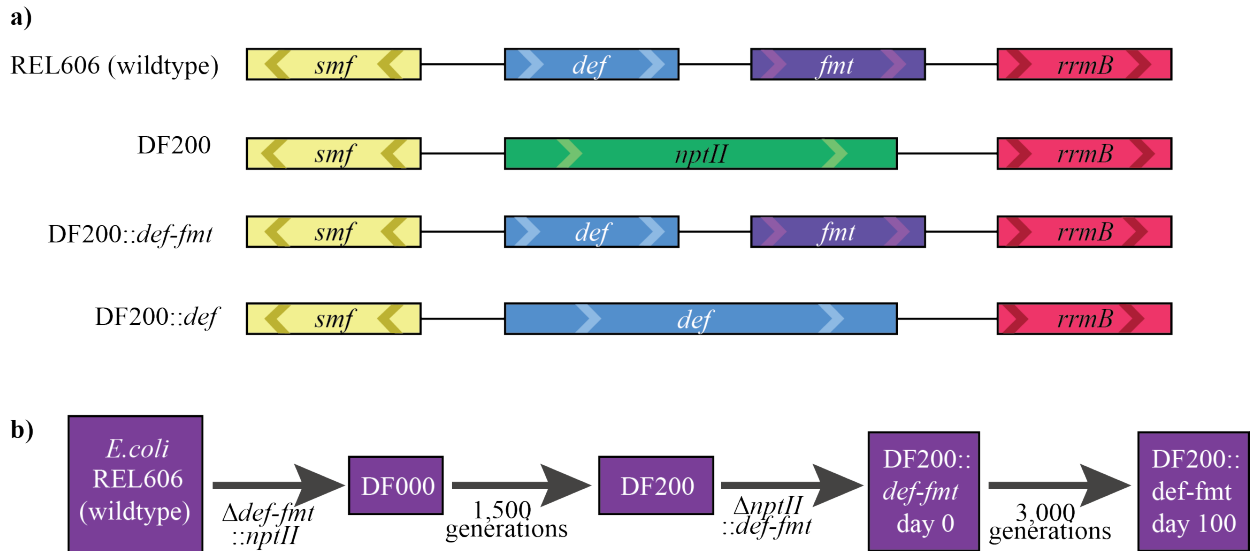 a)
REL606 (wildtype) smf def fmt rrmB
DF200 smf nptII rrmB
DF200::def-fmt smf def fmt rrmB
DF200::def smf def rrmB
b)
E.coli
REL606
(wildtype)
Δdef-fmt
::nptII
DF000
1,500
generations
DF200
ΔnptII
::def-fmt
DF200::
def-fmt
day 0
3,000
generations
DF200::
def-fmt
day 100